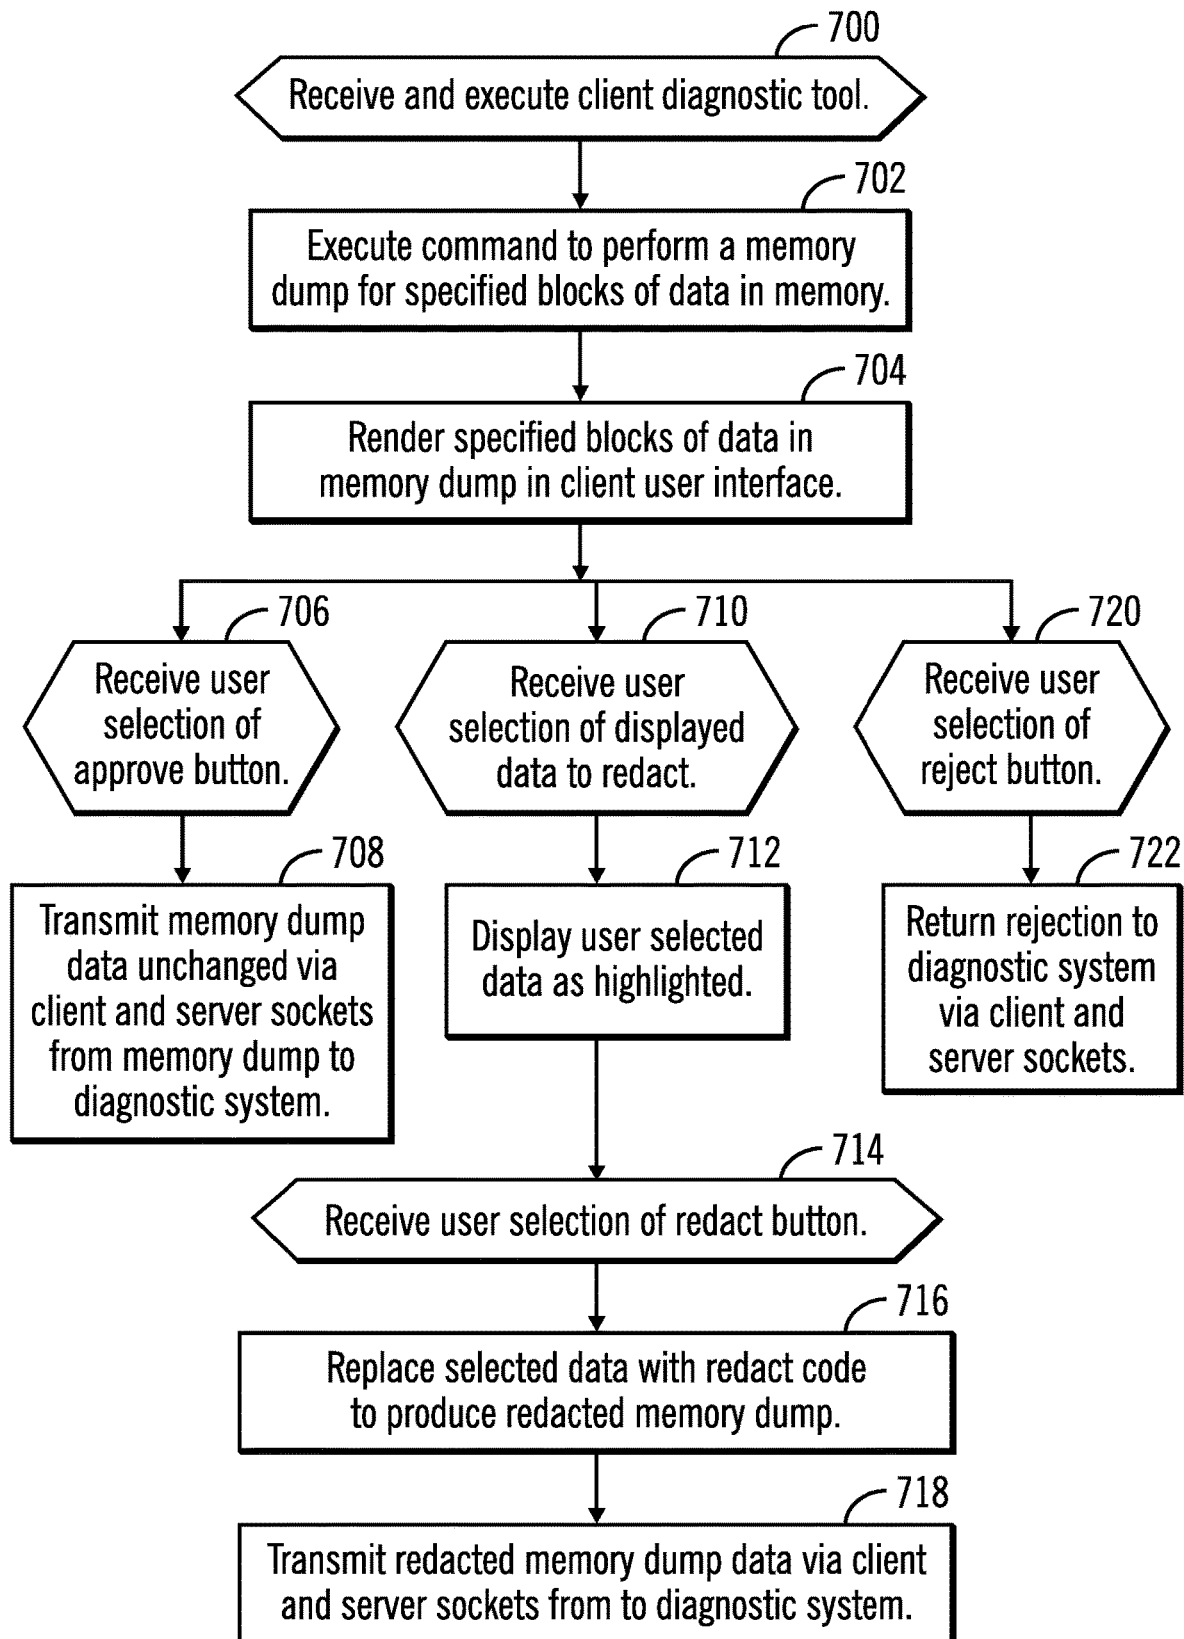 700
Receive and execute client diagnostic tool.
702
Execute command to perform a memory
dump for specified blocks of data in memory.
704
Render specified blocks of data in
memory dump in client user interface.
706
Receive user
selection of
approve button.
708
Transmit memory dump
data unchanged via
client and server sockets
from memory dump to
diagnostic system.
710
Receive user
selection of displayed
data to redact.
712
Display user selected
data as highlighted.
720
Receive user
selection of
reject button.
722
Return rejection to
diagnostic system
via client and
server sockets.
714
Receive user selection of redact button.
716
Replace selected data with redact code
to produce redacted memory dump.
718
Transmit redacted memory dump data via client
and server sockets from to diagnostic system.